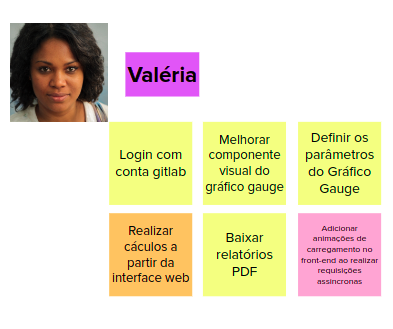 Valéria
Login com
conta gitlab
Melhorar
componente
visual do
gráfico gauge
Definir os
parâmetros
do Gráfico
Gauge
Realizar
cáculos a
partir da
interface web
Baixar
relatórios
PDF
Adicionar
animações de
carregamento no
front-end ao realizar
requisições
assíncronas